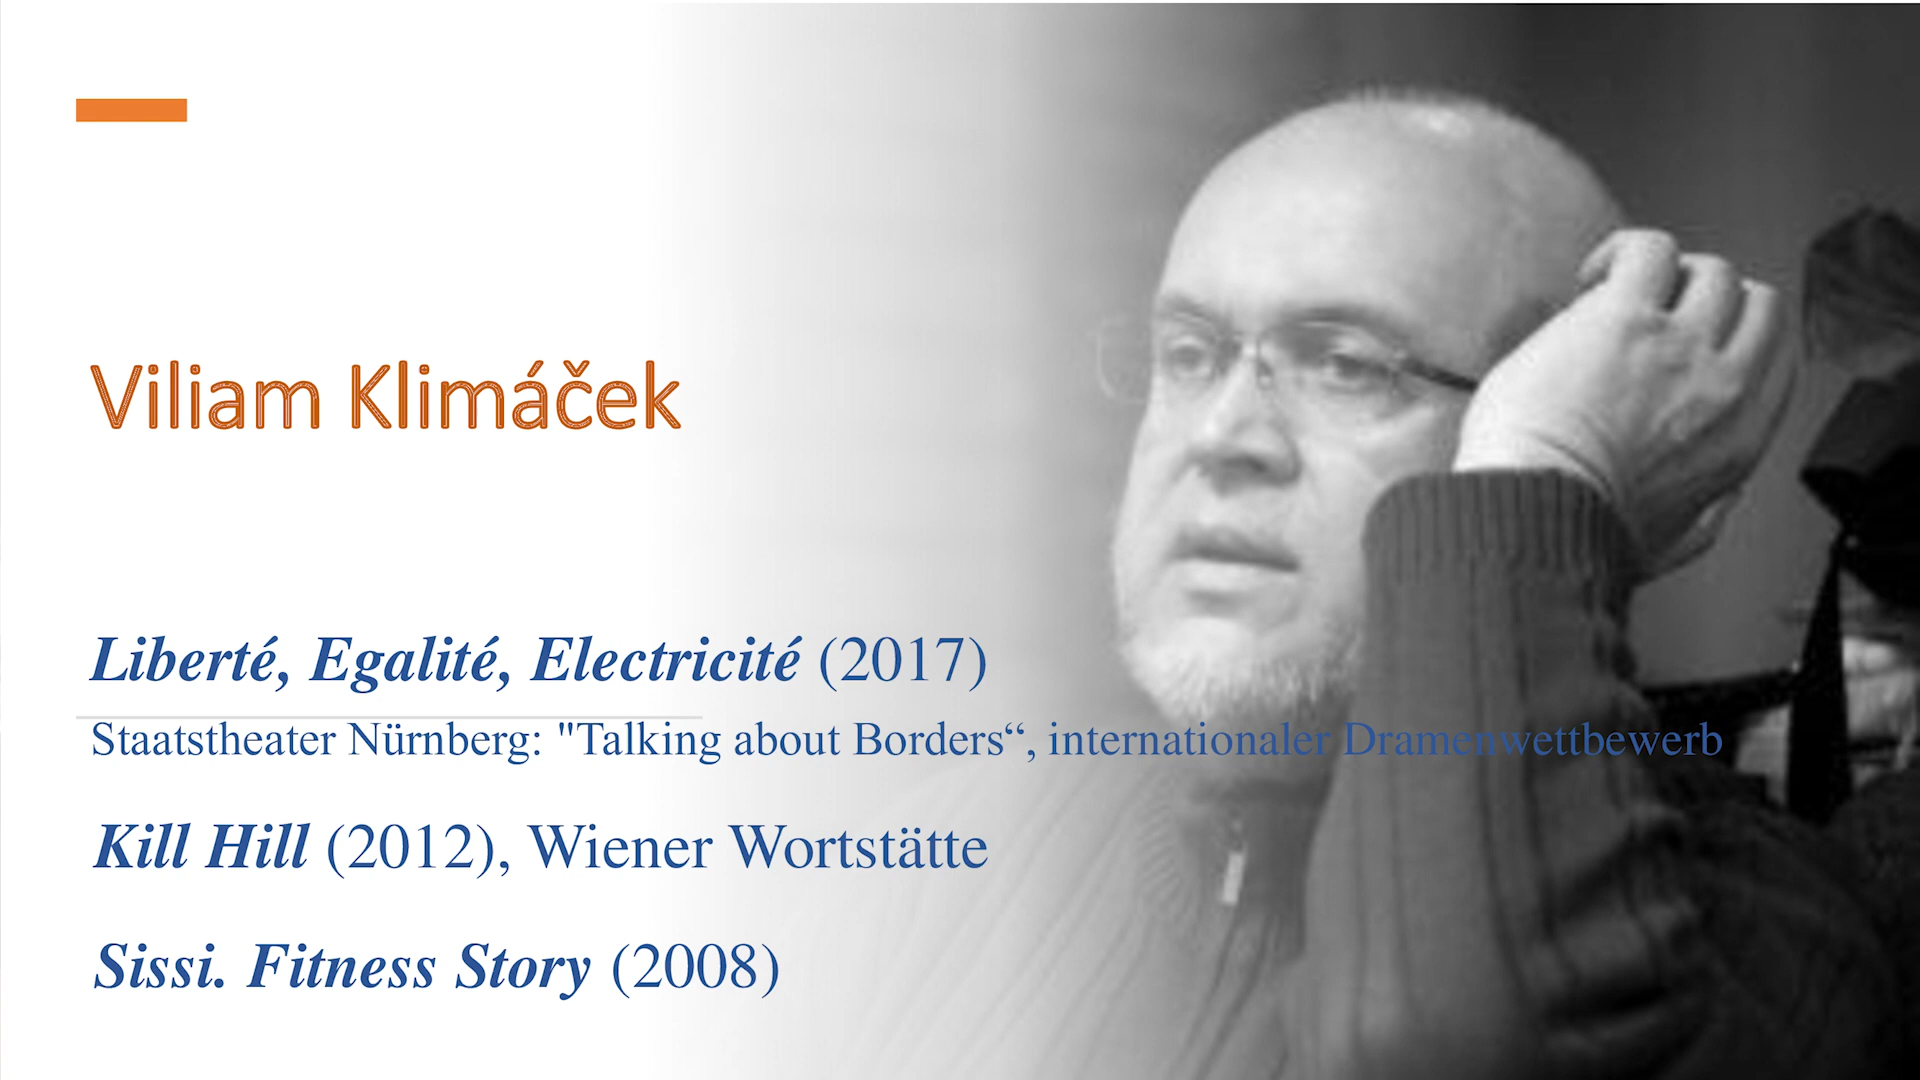 Viliam Klimáček
Liberté, Egalité, Electricité (2017)
Staatstheater Nürnberg: "Talking about Borders“, internationaler Dramenwettbewerb
Kill Hill (2012), Wiener Wortstätte
Sissi. Fitness Story (2008)